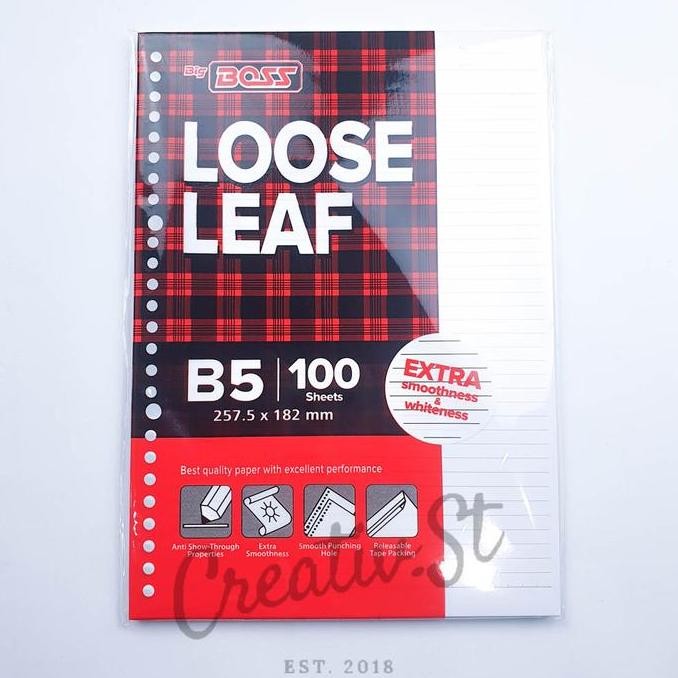 Big BOSS
LOOSE
LEAF
B5 | 100
Sheets
257.5 x 182 mm
EXTRA
smoothness
&
whiteness
Best quality paper with excellent performance
Anti Show-Through
Properties
Extra
Smoothness
Smooth Punching
Hole
Releasable
Tape Packing
Creativ.St
EST. 2018